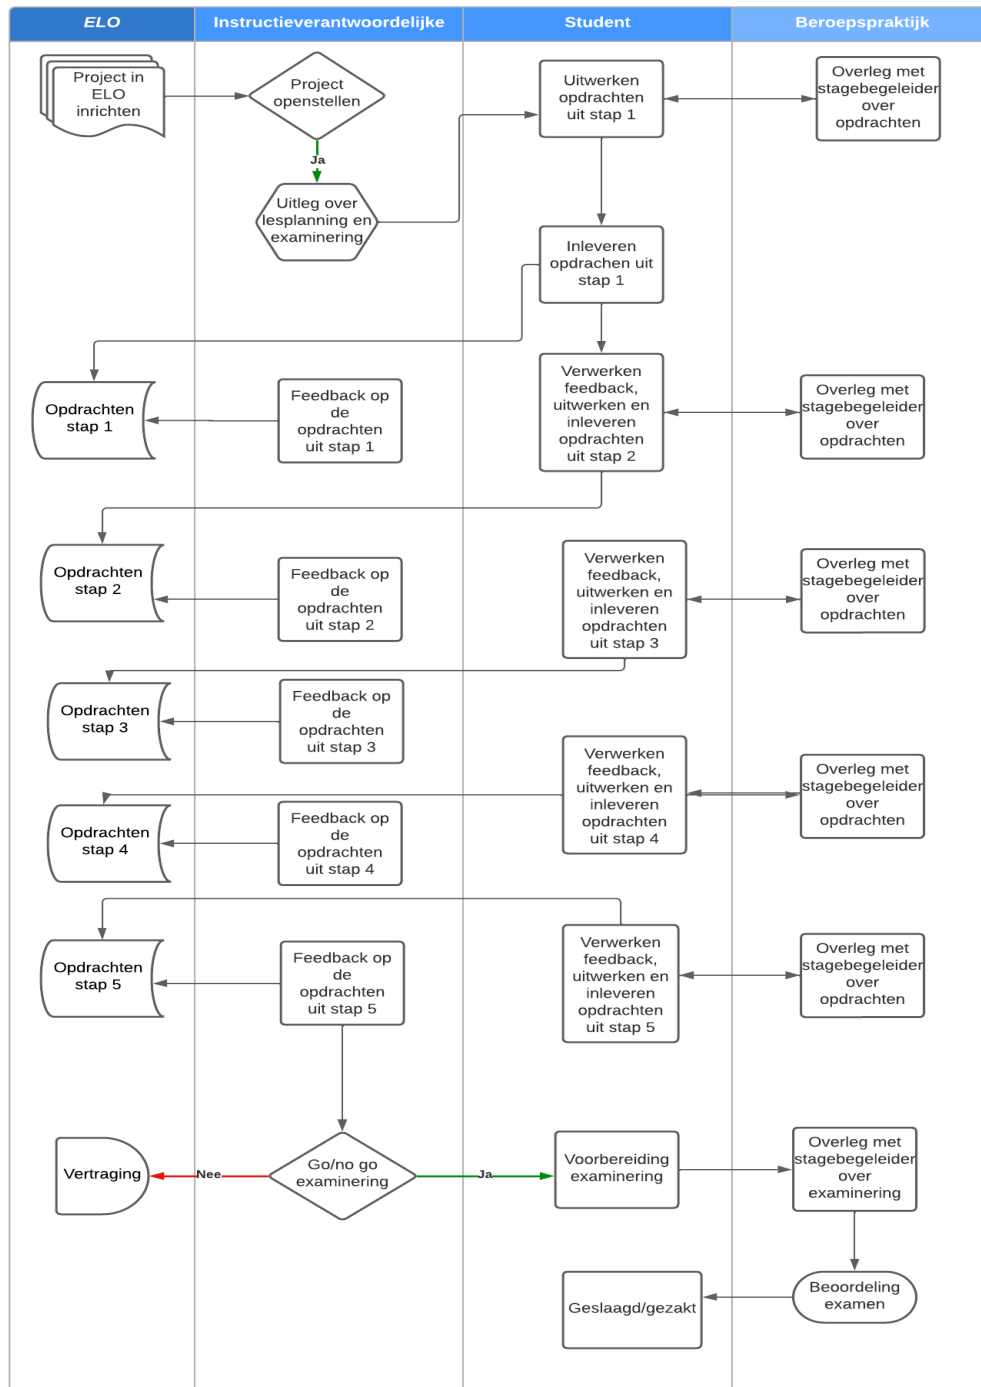 ELO
Instructieverantwoordelijke
Student
Beroepspraktijk
Project in
ELO
inrichten
Project
openstellen
Uitwerken
opdrachten
uit stap 1
Overleg met
stagebegeleider
over
opdrachten
Ja
Uitleg over
lesplanning en
examinering
Inleveren
opdrachen uit
stap 1
Opdrachten
stap 1
Feedback op
de
opdrachten
uit stap 1
Verwerken
feedback,
uitwerken en
inleveren
opdrachten
uit stap 2
Overleg met
stagebegeleider
over
opdrachten
Opdrachten
stap 2
Feedback op
de
opdrachten
uit stap 2
Verwerken
feedback,
uitwerken en
inleveren
opdrachten
uit stap 3
Overleg met
stagebegeleider
over
opdrachten
Opdrachten
stap 3
Feedback op
de
opdrachten
uit stap 3
Verwerken
feedback,
uitwerken en
inleveren
opdrachten
uit stap 4
Overleg met
stagebegeleider
over
opdrachten
Opdrachten
stap 4
Feedback op
de
opdrachten
uit stap 4
Opdrachten
stap 5
Feedback op
de
opdrachten
uit stap 5
Verwerken
feedback,
uitwerken en
inleveren
opdrachten
uit stap 5
Overleg met
stagebegeleider
over
opdrachten
Vertraging
Nee
Go/no go
examinering
Ja
Voorbereiding
examinering
Overleg met
stagebegeleider
over
examinering
Geslaagd/gezakt
Beoordeling
examen